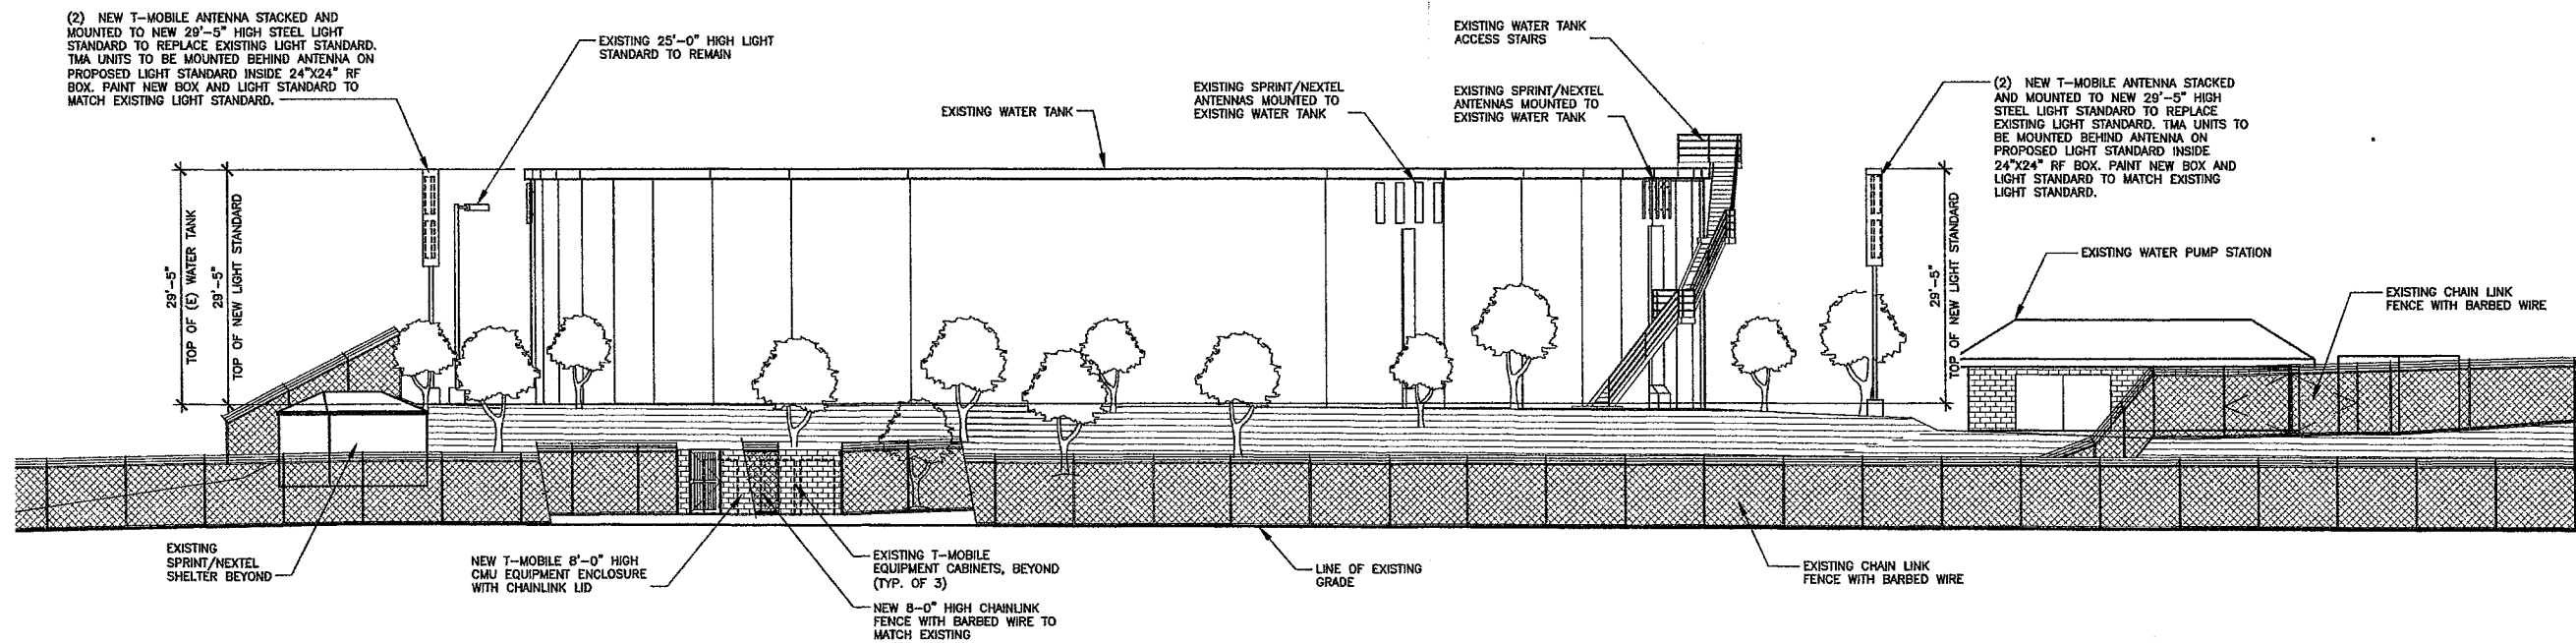 (2) NEW T-MOBILE ANTENNA STACKED AND
MOUNTED TO NEW 29'-5" HIGH STEEL LIGHT
STANDARD TO REPLACE EXISTING LIGHT STANDARD.
TMA UNITS TO BE MOUNTED BEHIND ANTENNA ON
PROPOSED LIGHT STANDARD INSIDE 24"X24" RF
BOX. PAINT NEW BOX AND LIGHT STANDARD TO
MATCH EXISTING LIGHT STANDARD.
EXISTING 25'-0" HIGH LIGHT
STANDARD TO REMAIN
EXISTING WATER TANK
EXISTING SPRINT/NEXTEL
ANTENNAS MOUNTED TO
EXISTING WATER TANK
EXISTING WATER TANK
ACCESS STAIRS
EXISTING SPRINT/NEXTEL
ANTENNAS MOUNTED TO
EXISTING WATER TANK
(2) NEW T-MOBILE ANTENNA STACKED
AND MOUNTED TO NEW 29'-5" HIGH
STEEL LIGHT STANDARD TO REPLACE
EXISTING LIGHT STANDARD. TMA UNITS TO
BE MOUNTED BEHIND ANTENNA ON
PROPOSED LIGHT STANDARD INSIDE
24"X24" RF BOX. PAINT NEW BOX AND
LIGHT STANDARD TO MATCH EXISTING
LIGHT STANDARD.
29'-5"
TOP OF (E) WATER TANK
29'-5"
TOP OF NEW LIGHT STANDARD
29'-5"
TOP OF NEW LIGHT STANDARD
EXISTING WATER PUMP STATION
EXISTING CHAIN LINK
FENCE WITH BARBED WIRE
EXISTING
SPRINT/NEXTEL
SHELTER BEYOND
NEW T-MOBILE 8'-0" HIGH
CMU EQUIPMENT ENCLOSURE
WITH CHAINLINK LID
EXISTING T-MOBILE
EQUIPMENT CABINETS, BEYOND
(TYP. OF 3)
NEW 8-0" HIGH CHAINLINK
FENCE WITH BARBED WIRE TO
MATCH EXISTING
LINE OF EXISTING
GRADE
EXISTING CHAIN LINK
FENCE WITH BARBED WIRE